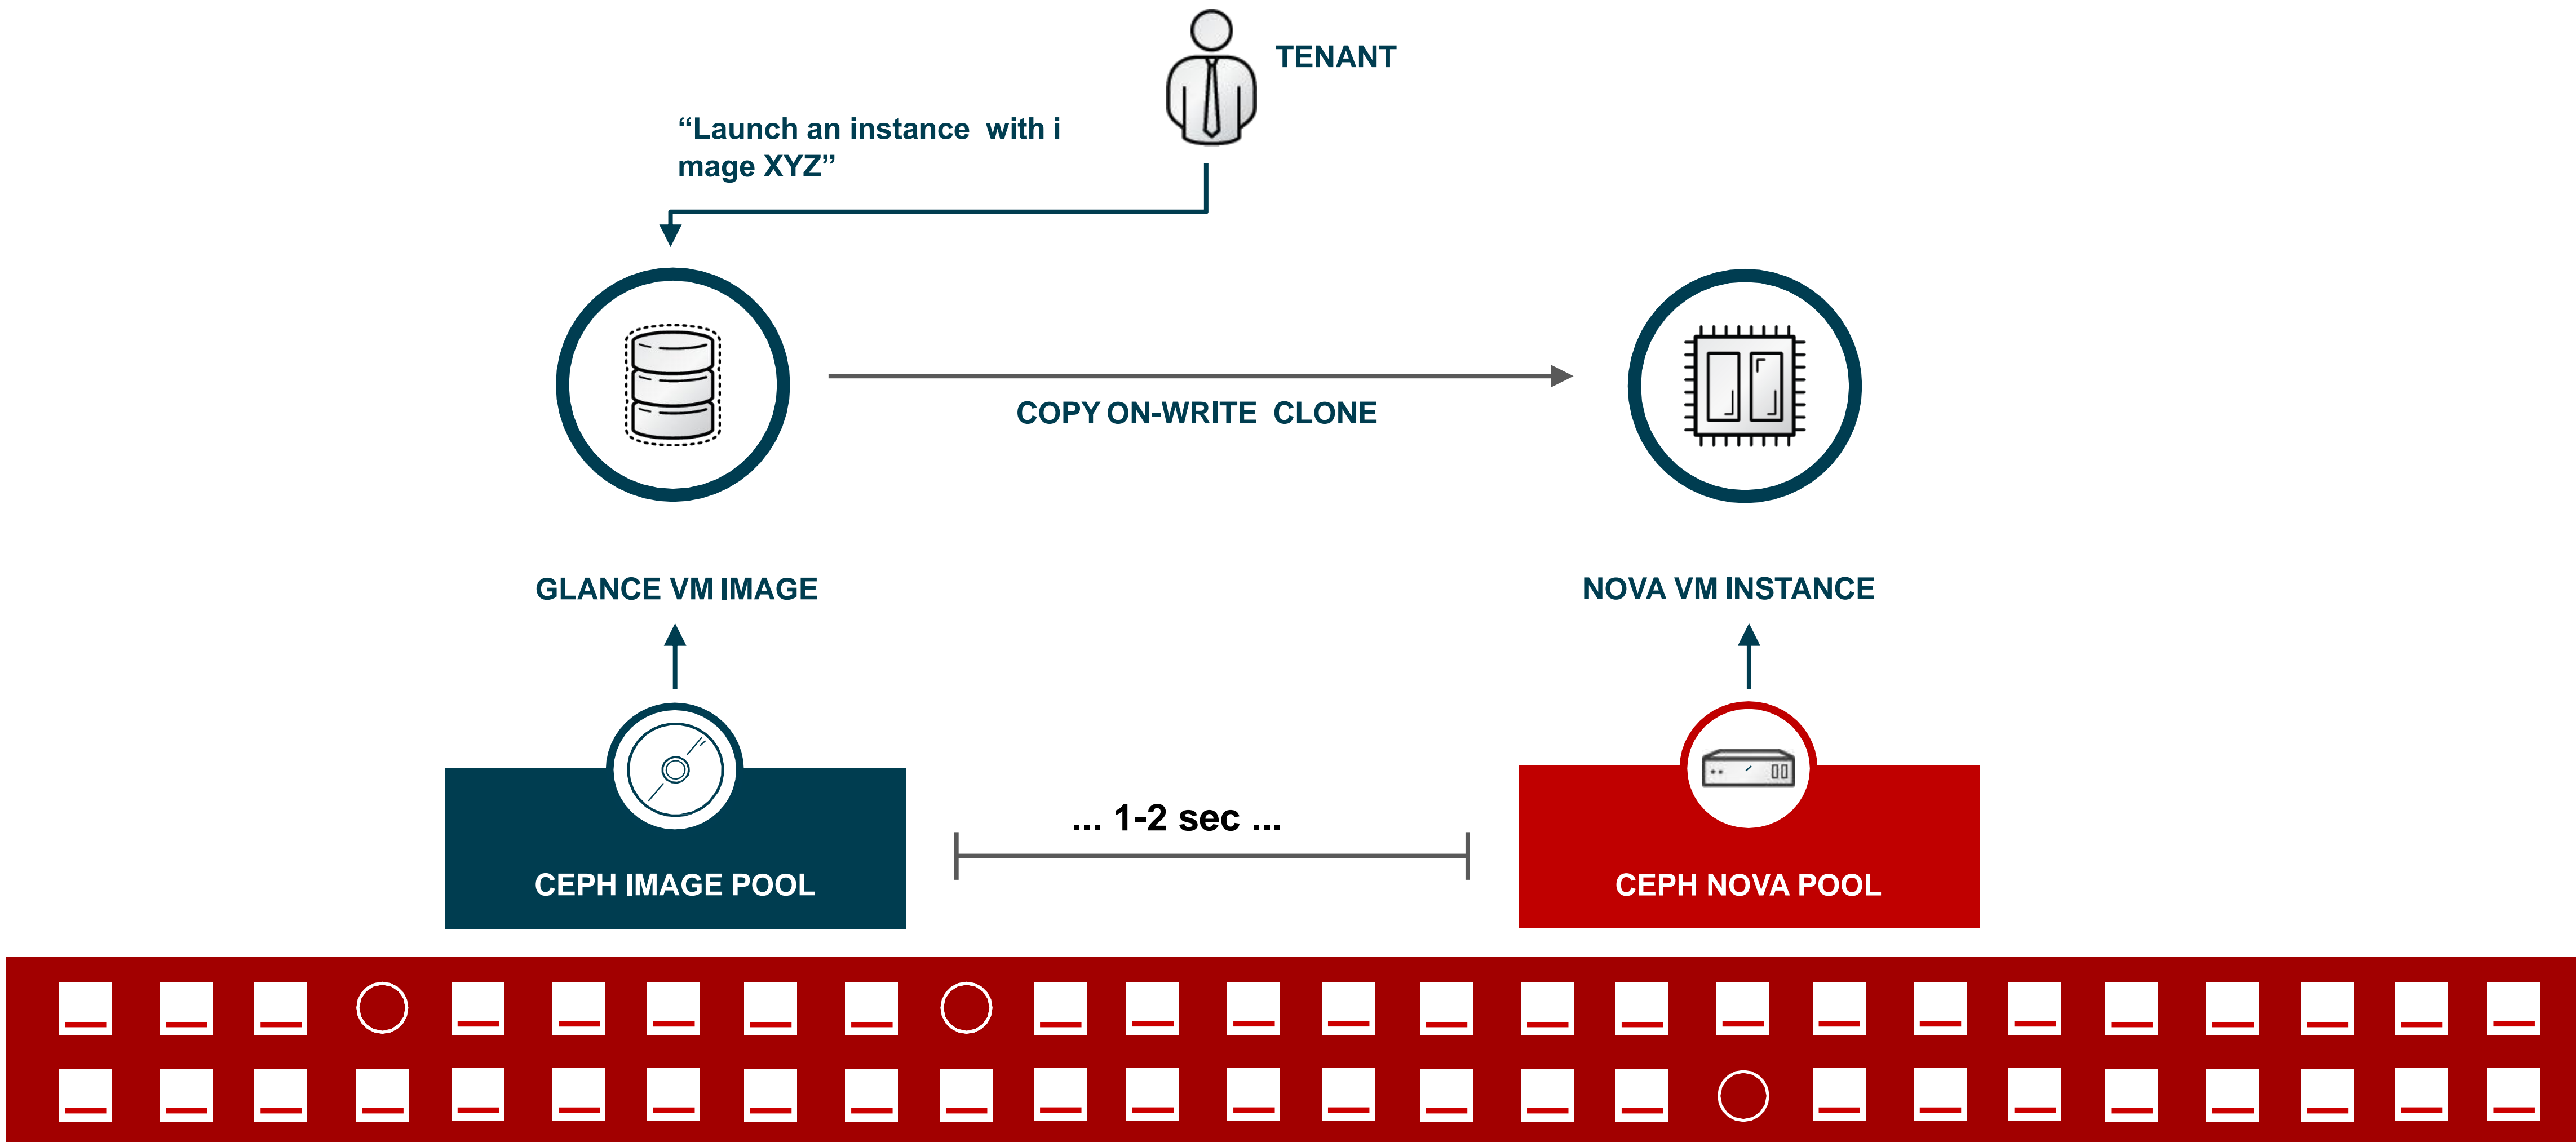 TENANT
“Launch an instance  with i
mage XYZ”
COPY ON-WRITE  CLONE
GLANCE VM IMAGE
NOVA VM INSTANCE
... 1-2 sec ...
CEPH IMAGE POOL
CEPH NOVA POOL